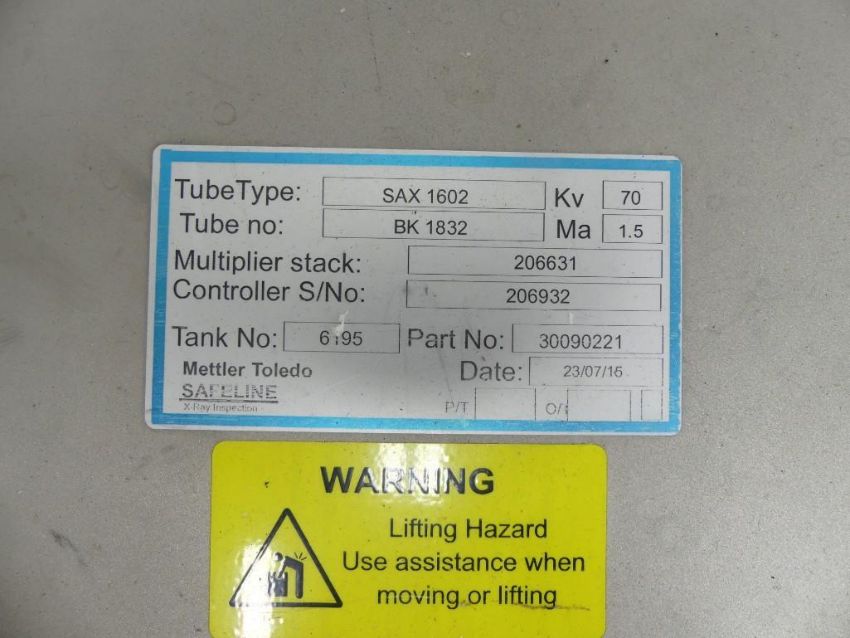 TubeType: SAX 1602 Kv 70
Tube no: BK 1832 Ma 1.5
Multiplier stack: 206631
Controller S/No: 206932
Tank No: 6195 Part No: 30090221
Mettler Toledo Date: 23/07/15
SAFELINE
X-Ray Inspection P/T
WARNING
Lifting Hazard
Use assistance when
moving or lifting